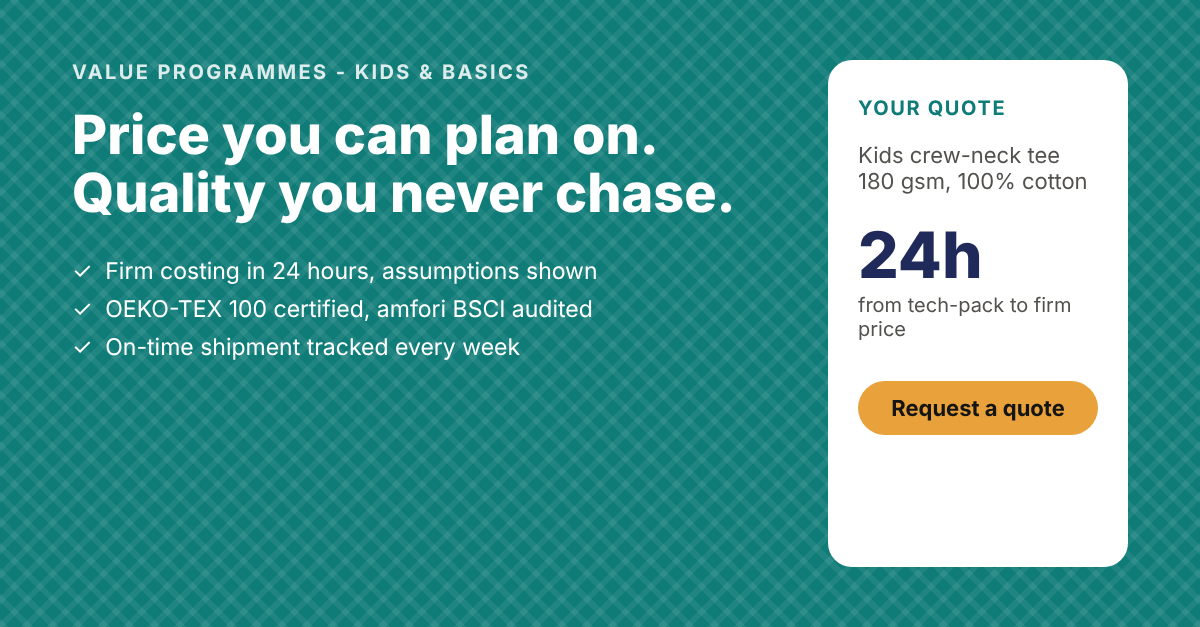 VALUE PROGRAMMES - KIDS & BASICS
Price you can plan on.
Quality you never chase.
✓ Firm costing in 24 hours, assumptions shown
✓ OEKO-TEX 100 certified, amfori BSCI audited
✓ On-time shipment tracked every week
YOUR QUOTE
Kids crew-neck tee
180 gsm, 100% cotton
24h
from tech-pack to firm
price
Request a quote